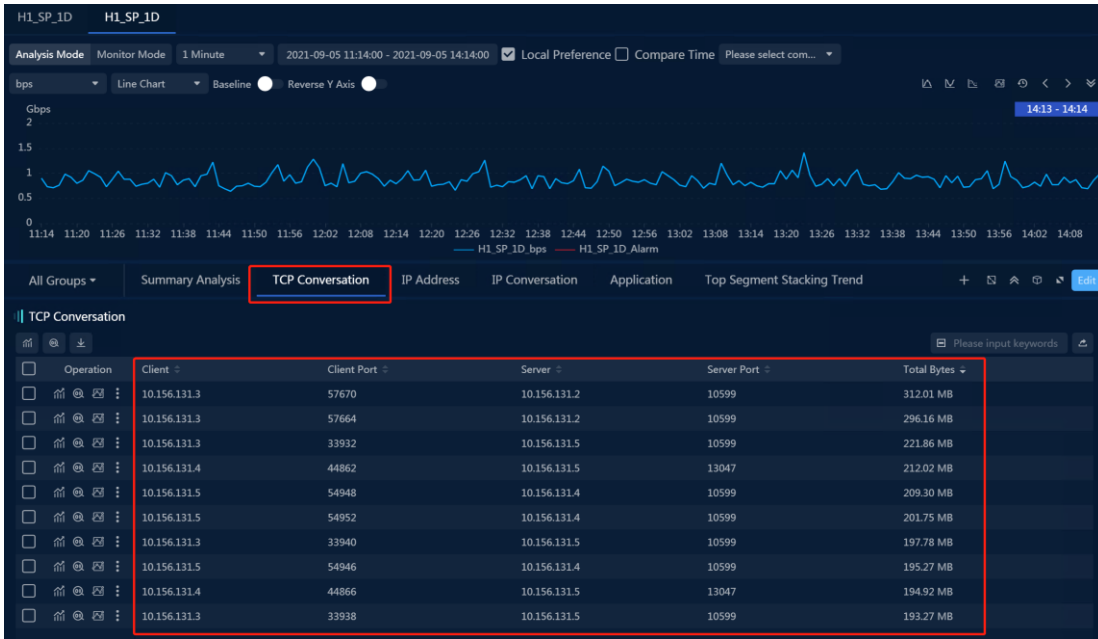 H1_SP_1D H1_SP_1D
Analysis Mode Monitor Mode 1 Minute 2021-09-05 11:14:00 - 2021-09-05 14:14:00 Local Preference Compare Time Please select com...
bps Line Chart Baseline Reverse Y Axis
14:13 - 14:14
Gbps
2
1.5
1
0.5
0
11:14 11:20 11:26 11:32 11:38 11:44 11:50 11:56 12:02 12:08 12:14 12:20 12:26 12:32 12:38 12:44 12:50 12:56 13:02 13:08 13:14 13:20 13:26 13:32 13:38 13:44 13:50 13:56 14:02 14:08
H1_SP_1D_bps H1_SP_1D_Alarm
All Groups Summary Analysis TCP Conversation IP Address IP Conversation Application Top Segment Stacking Trend Edit
TCP Conversation
Please input keywords
Operation Client Client Port Server Server Port Total Bytes
10.156.131.3 57670 10.156.131.2 10599 312.01 MB
10.156.131.3 57664 10.156.131.2 10599 296.16 MB
10.156.131.3 33932 10.156.131.5 10599 221.86 MB
10.156.131.4 44862 10.156.131.5 13047 212.02 MB
10.156.131.5 54948 10.156.131.4 10599 209.30 MB
10.156.131.5 54952 10.156.131.4 10599 201.75 MB
10.156.131.3 33940 10.156.131.5 10599 197.78 MB
10.156.131.5 54946 10.156.131.4 10599 195.27 MB
10.156.131.4 44866 10.156.131.5 13047 194.92 MB
10.156.131.3 33938 10.156.131.5 10599 193.27 MB